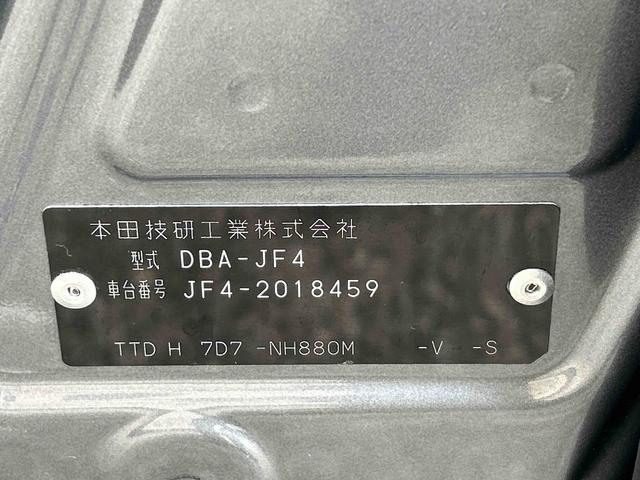 本田技研工業株式会社
型式 DBA-JF4
車台番号 JF4-2018459
TTD H 7D7 -NH880M -V -S